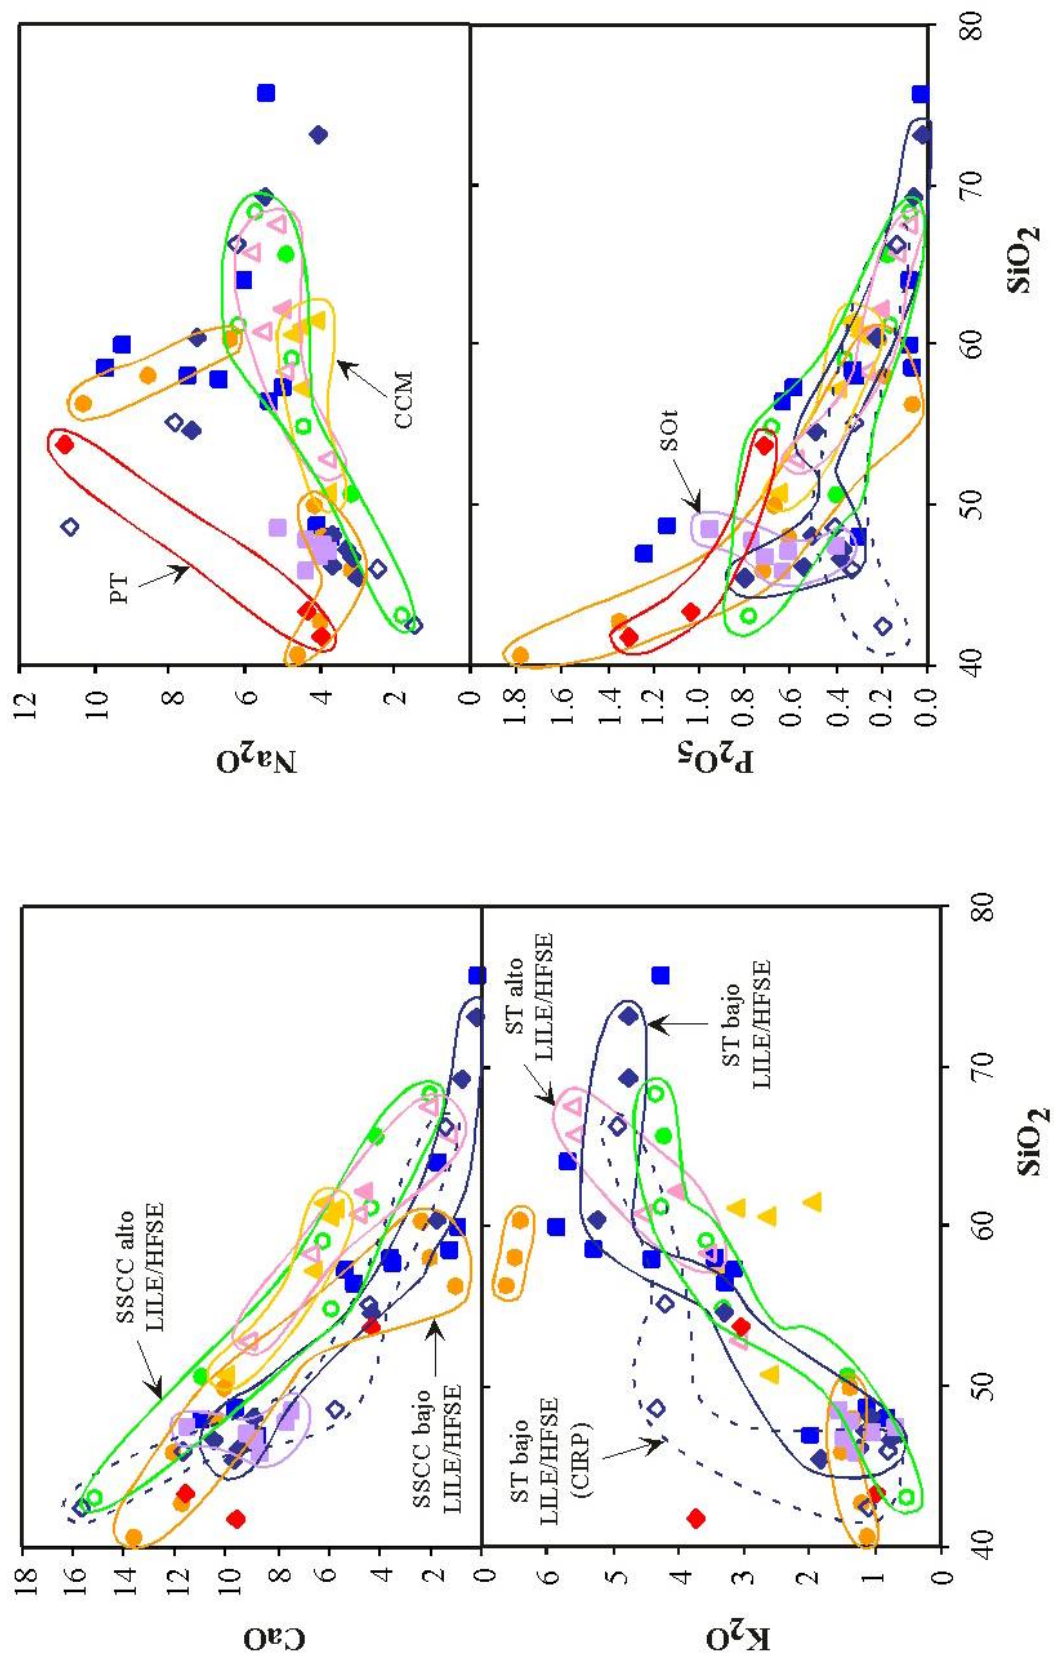 CaO
18
16
14
12
10
8
6
4
2
0
SSCC alto
LILE/HFSE
SSCC bajo
LILE/HFSE
K2O
6
5
4
3
2
1
0
ST alto
LILE/HFSE
ST bajo
LILE/HFSE
ST bajo
LILE/HFSE
(CIRP)
40
50
60
70
80
SiO2
Na2O
12
10
8
6
4
2
PT
CCM
P2O5
1.8
1.6
1.4
1.2
1.0
0.8
0.6
0.4
0.2
0.0
SOt
40
50
60
70
80
SiO2